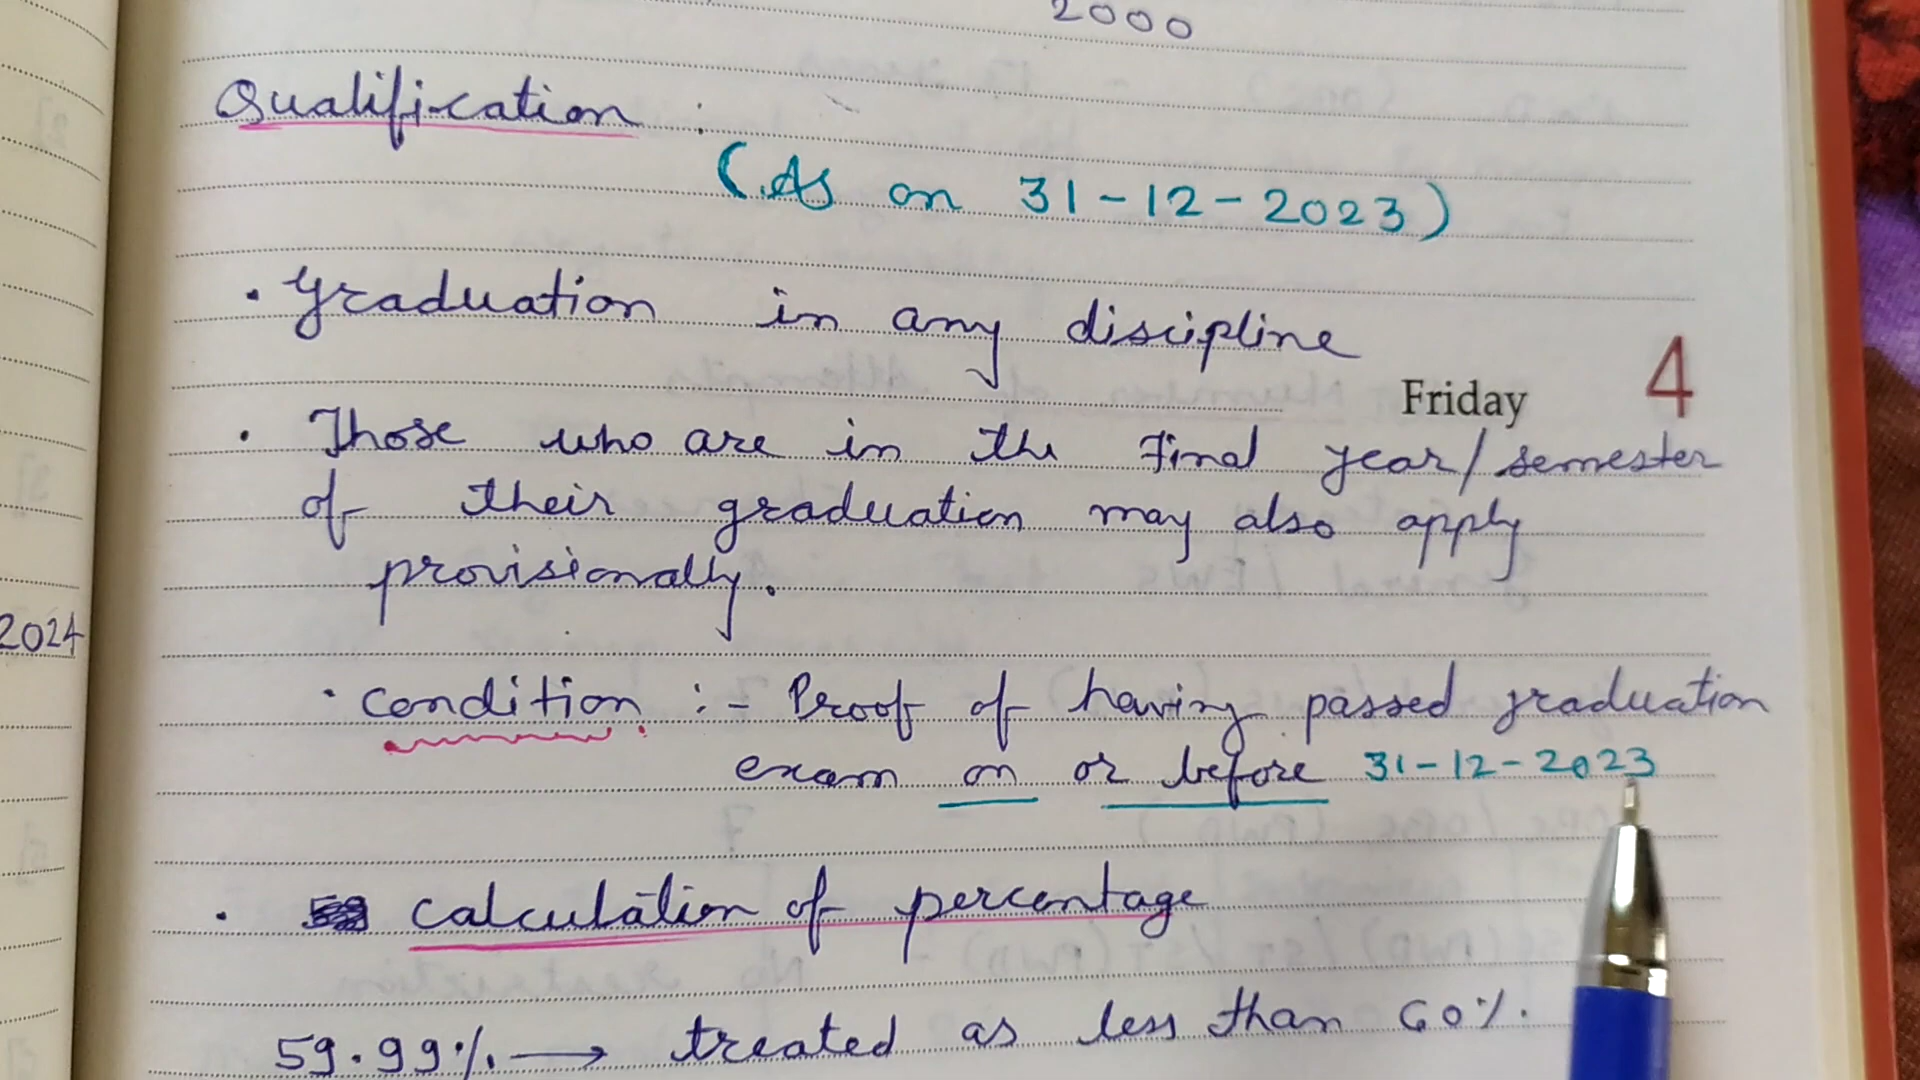 2000
Qualification :
(As on 31-12-2023)
• Graduation in any discipline
Friday 4
• Those who are in the final year/semester
of their graduation may also apply
provisionally.
2024
• Condition :- Proof of having passed graduation
exam on or before 31-12-2023
• Calculation of percentage
59.99% → treated as less than 60%.